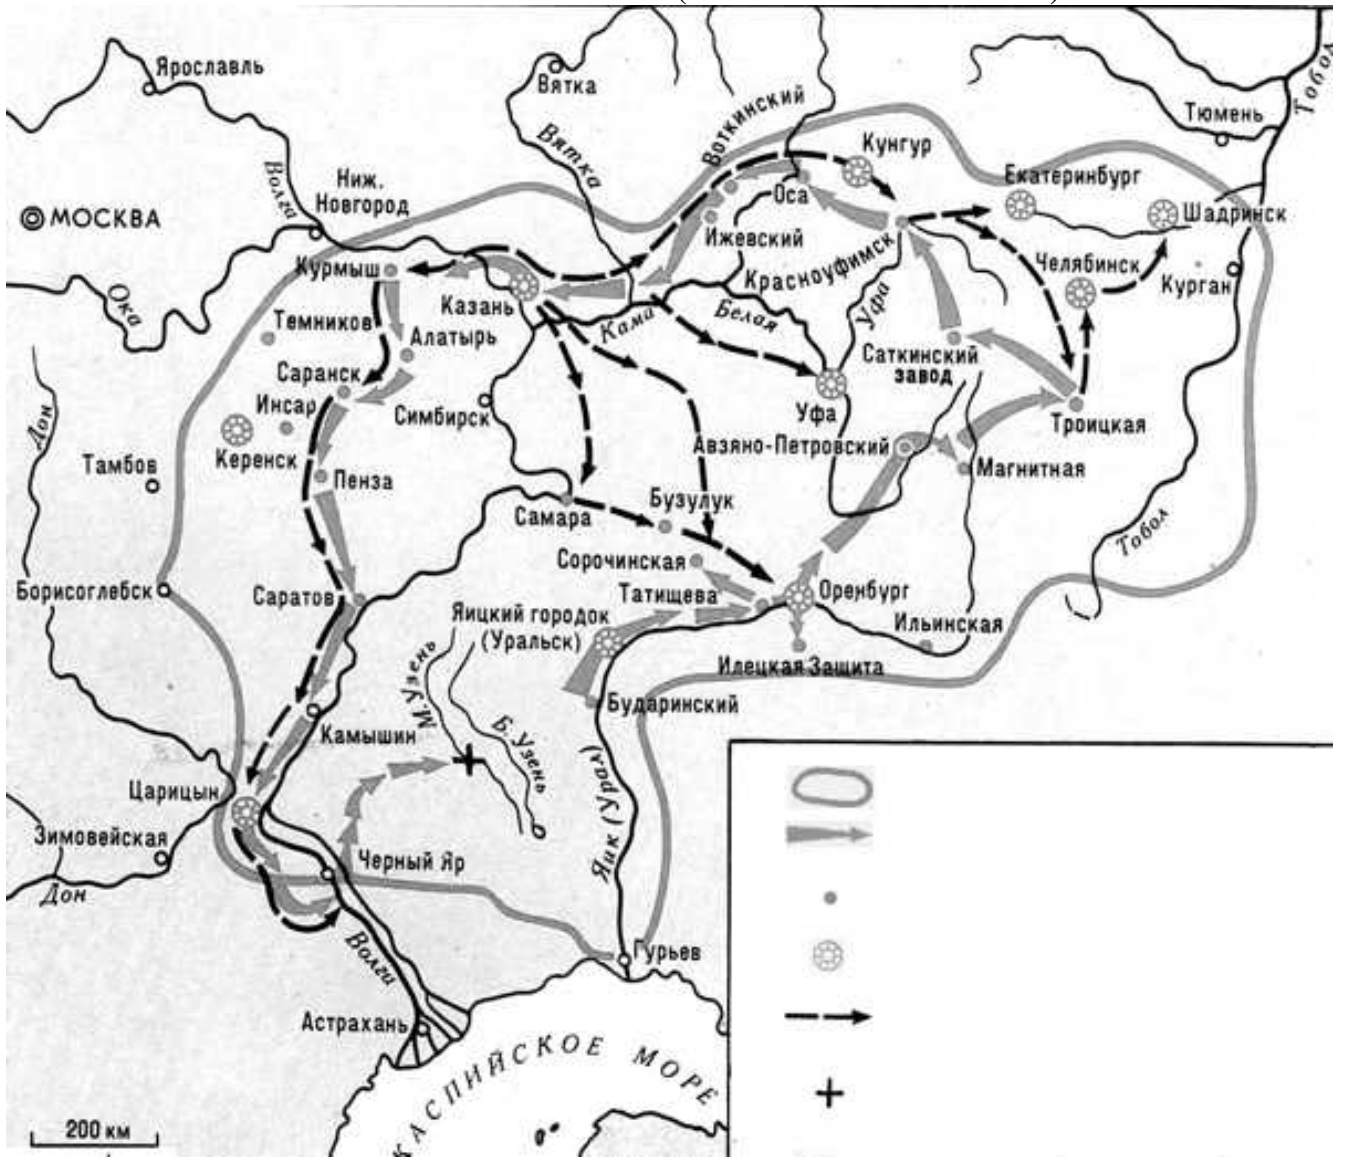 Ярославль
Вятка
Воткинский
Тобол
Тюмень
Кунгур
Вятка
Волга
Ниж.
Новгород
Екатеринбург
МОСКВА
Оса
Шадринск
Ижевский
Красноуфимск
Курмыш
Челябинск
Курган
Казань
Ока
Темников
Кама
Белая
Уфа
Алатырь
Саткинский
завод
Саранск
Инсар
Симбирск
Уфа
Троицкая
Дон
Керенск
Авзяно-Петровский
Магнитная
Тамбов
Пенза
Бузулук
Самара
Тобол
Сорочинская
Борисоглебск
Саратов
Татищева
Оренбург
Яицкий городок
(Уральск)
Ильинская
Илецкая Защита
М. Узень
Бударинский
Камышин
Б. Узень
Царицын
Яик (Урал)
Зимовейская
Черный Яр
Дон
Волги
Гурьев
Астрахань
КАСПИЙСКОЕ МОРЕ
200 км